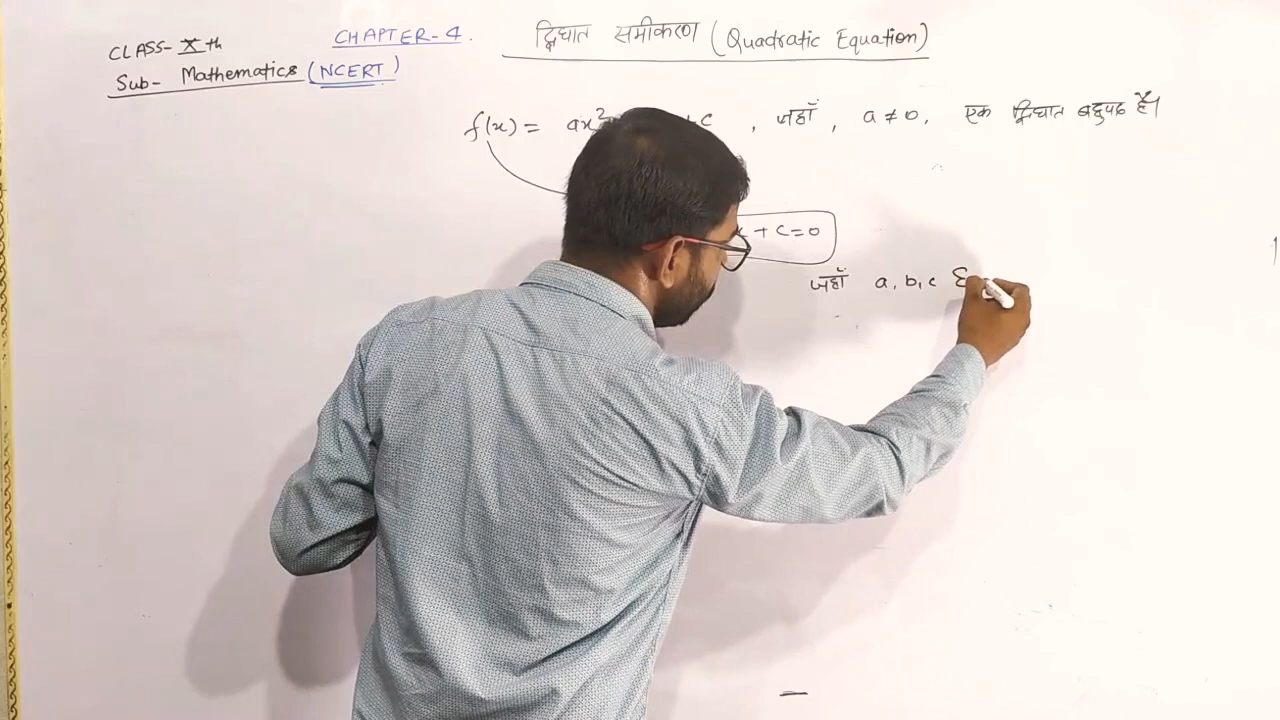 CLASS-Xth
Sub- Mathematics (NCERT)
CHAPTER-4.
द्विघात समीकरण (Quadratic Equation)
f(x) = ax² + c , जहाँ , a ≠ 0, एक द्विघात बहुपद है।
+ c = 0
जहाँ a, b, c ६